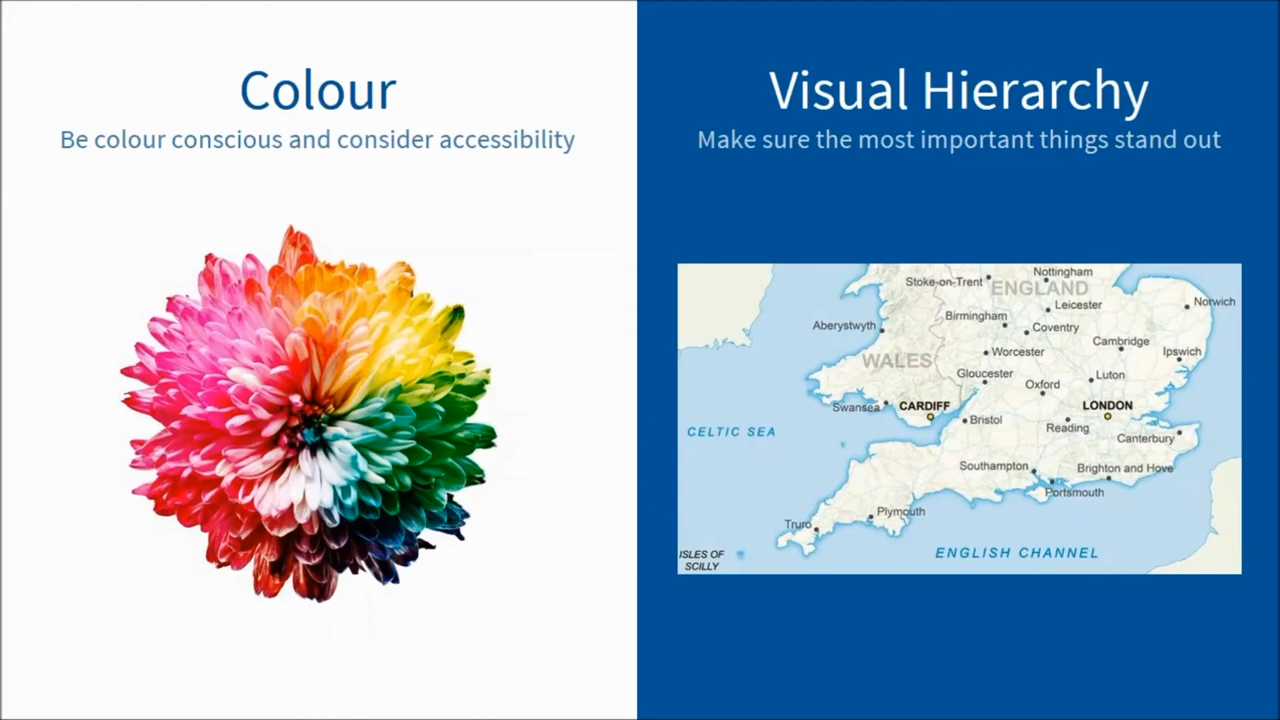 Colour
Be colour conscious and consider accessibility
Visual Hierarchy
Make sure the most important things stand out
Nottingham
Stoke-on-Trent
ENGLAND
Leicester
Norwich
Birmingham
Aberystwyth
Coventry
Cambridge
WALES
Worcester
Ipswich
Gloucester
Luton
Oxford
Swansea
CARDIFF
LONDON
Bristol
Reading
CELTIC SEA
Canterbury
Southampton
Brighton and Hove
Portsmouth
Plymouth
Truro
ENGLISH CHANNEL
ISLES OF
SCILLY